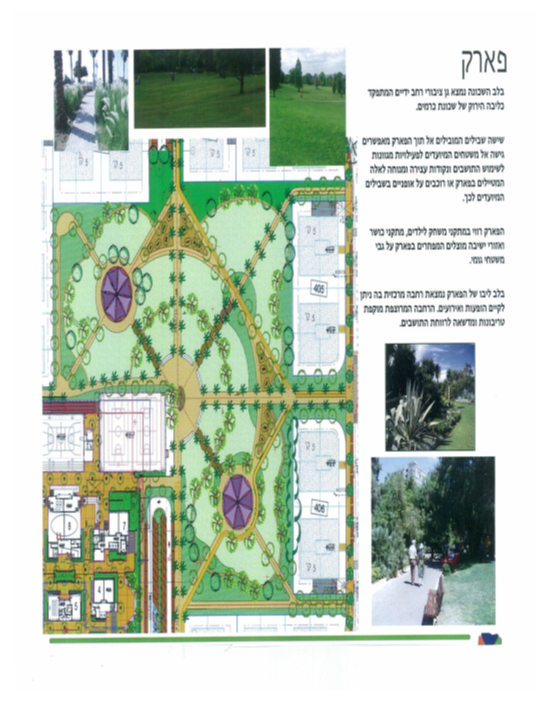 פארק
בלב השכונה נמצא גן ציבורי רחב ידיים המתפקד
כליבה הירוק של שכונת כרמים.
שישה שבילים המובילים אל תוך הפארק מאפשרים
גישה אל משטחים המיועדים לפעילויות מגוונות
לשימוש התושבים ונקודות עצירה ומנוחה לאלה
המטיילים בפארק או רוכבים על אופניים בשבילים
המיועדים לכך.
הפארק רווי במתקני משחק לילדים, מתקני כושר
ואזורי ישיבה מוצלים המפוזרים בפארק על גבי
משטחי גומי.
בלב ליבו של הפארק נמצאת רחבה מרכזית בה ניתן
לקיים הופעות ואירועים. הרחבה המרוצפת מוקפת
טריבונות ומדשאה לרווחת התושבים.
405
406